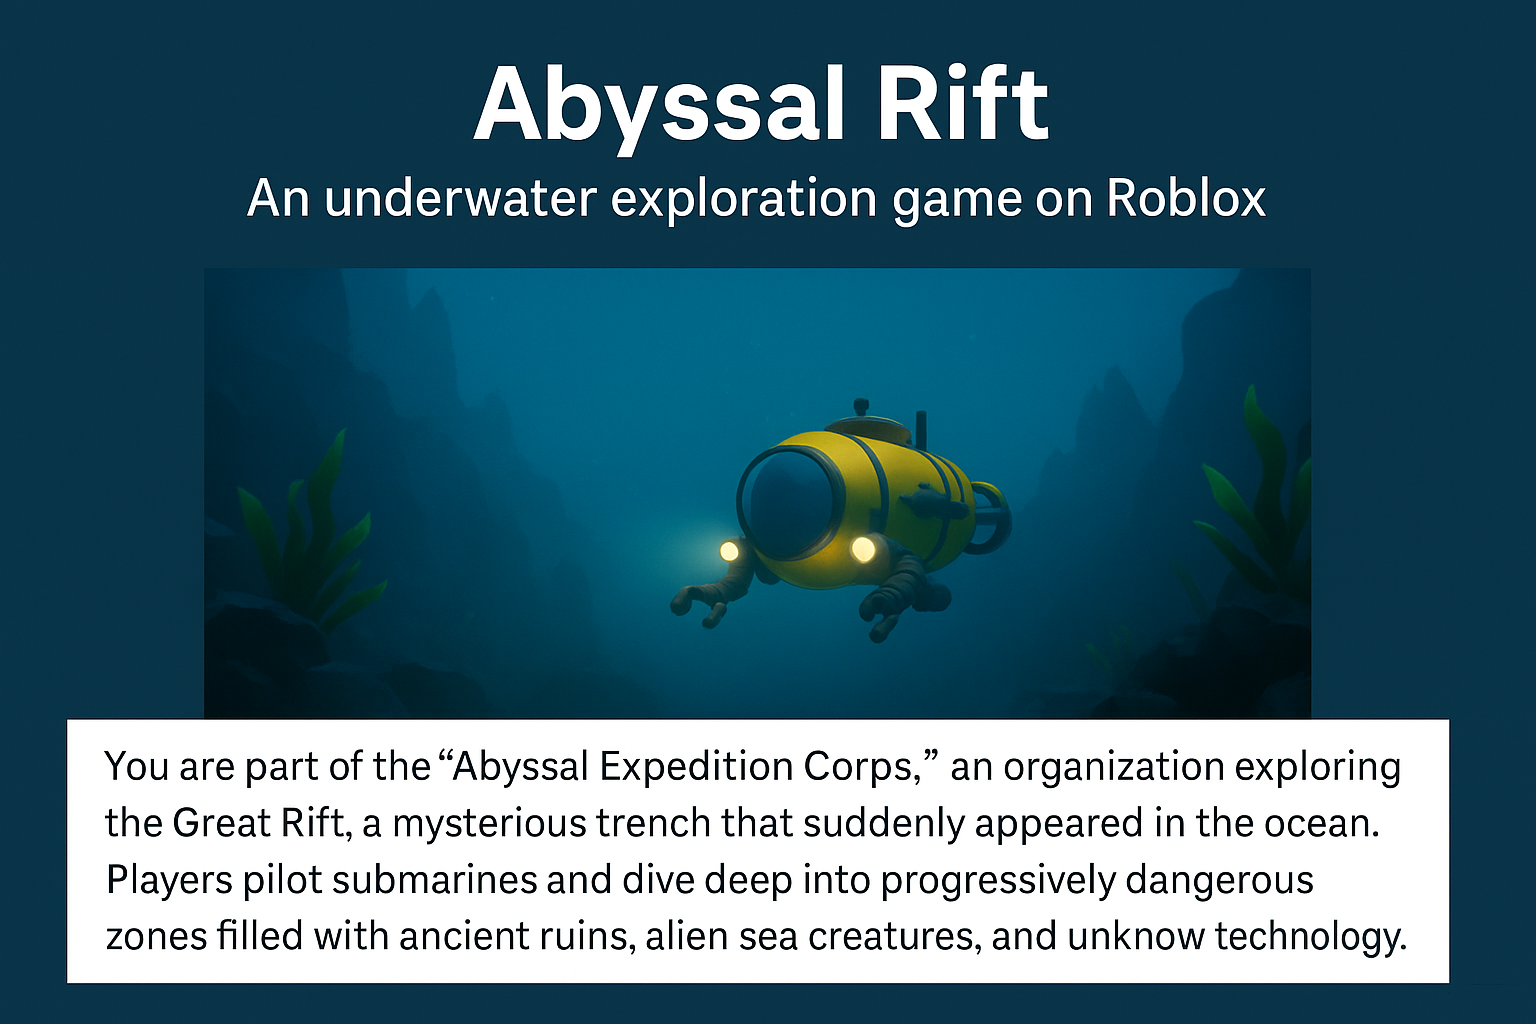 Abyssal Rift
An underwater exploration game on Roblox
You are part of the “Abyssal Expedition Corps,” an organization exploring
the Great Rift, a mysterious trench that suddenly appeared in the ocean.
Players pilot submarines and dive deep into progressively dangerous
zones filled with ancient ruins, alien sea creatures, and unknow technology.